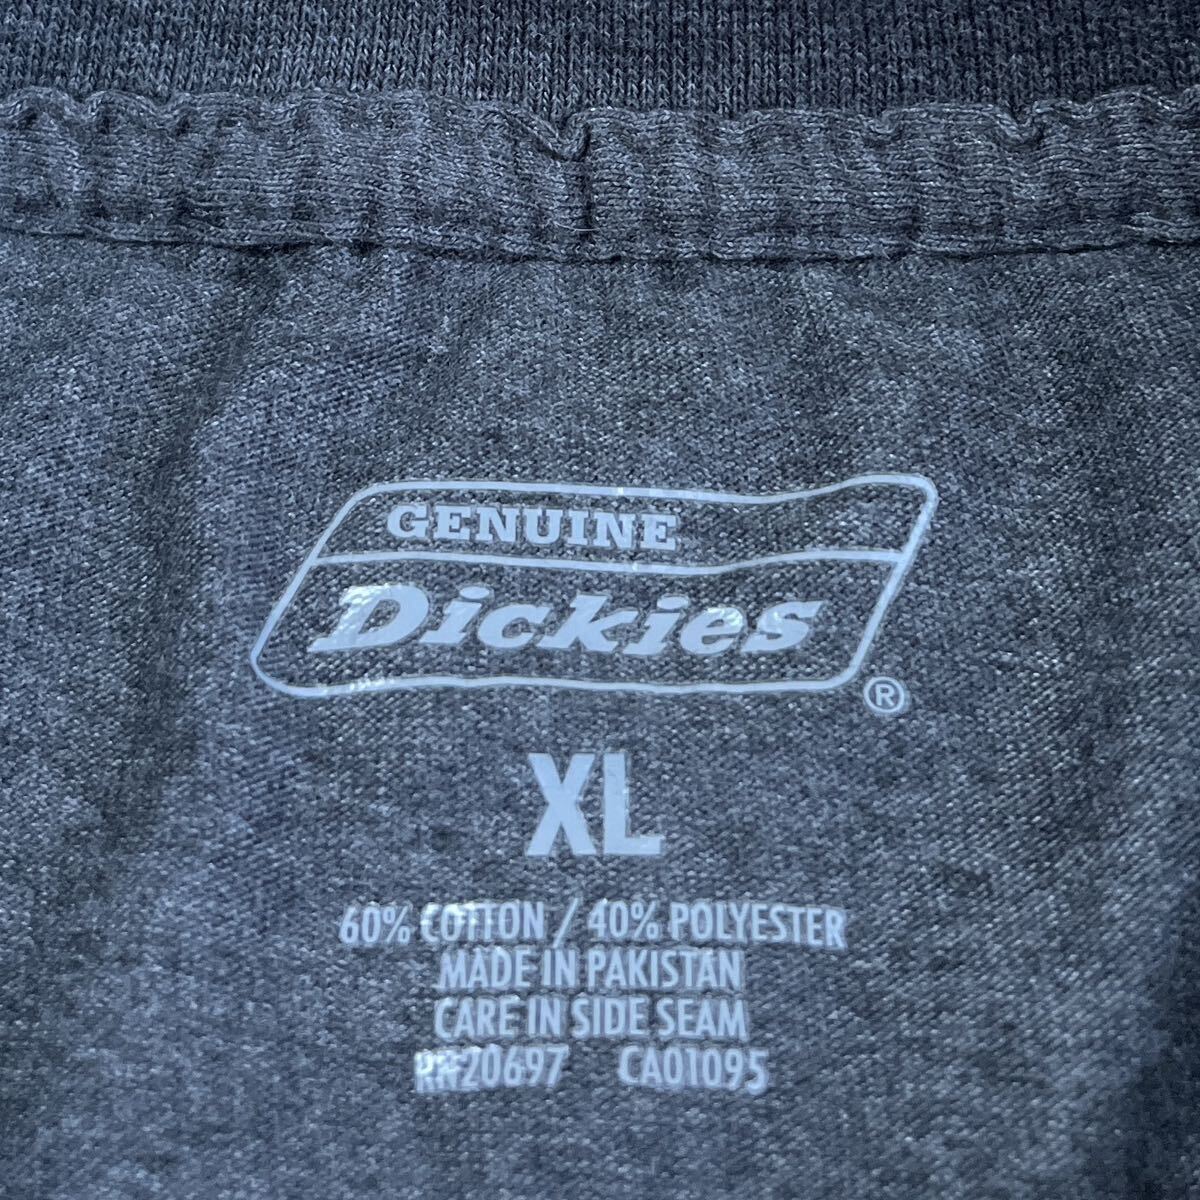 GENUINE
Dickies
®
XL
60% COTTON / 40% POLYESTER
MADE IN PAKISTAN
CARE IN SIDE SEAM
RN20697 CA01095